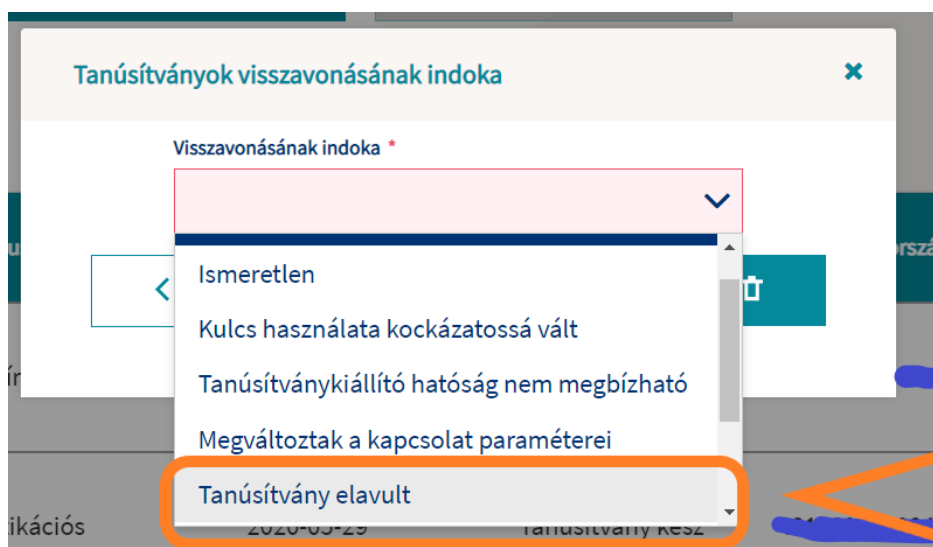 Tanúsítványok visszavonásának indoka
Visszavonásának indoka *
Ismeretlen
Kulcs használata kockázatossá vált
Tanúsítványkiállító hatóság nem megbízható
Megváltoztak a kapcsolat paraméterei
Tanúsítvány elavult
ikációs 2020-05-29 Tanúsítvány kész